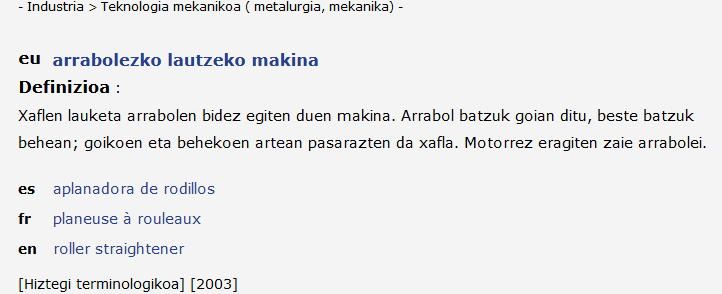 - Industria > Teknologia mekanikoa ( metalurgia, mekanika) -
eu arrabolezko lautzeko makina
Definizioa :
Xaflen lauketa arrabolen bidez egiten duen makina. Arrabol batzuk goian ditu, beste batzuk
behean; goikoen eta behekoen artean pasarazten da xafla. Motorrez eragiten zaie arrabolei.
es aplanadora de rodillos
fr planeuse à rouleaux
en roller straightener
[Hiztegi terminologikoa] [2003]